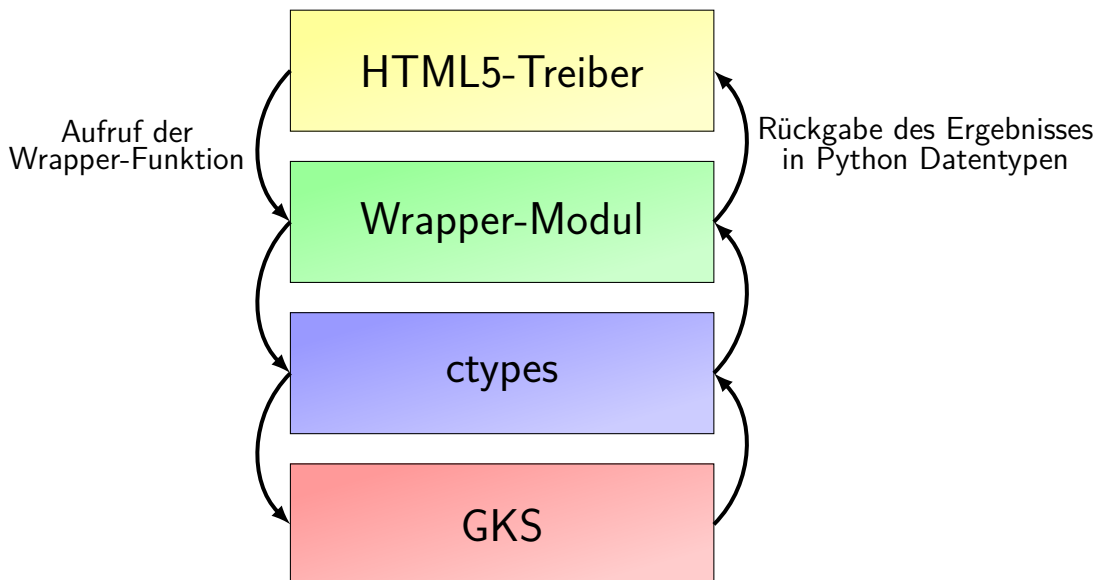 HTML5-Treiber
Aufruf der
Wrapper-Funktion
Rückgabe des Ergebnisses
in Python Datentypen
Wrapper-Modul
ctypes
GKS